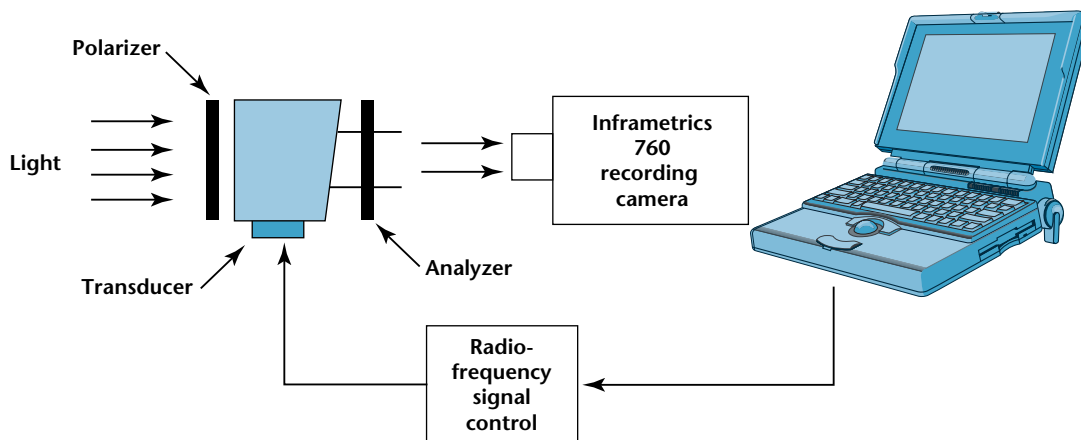 Polarizer
Light
Transducer
Analyzer
Inframetrics
760
recording
camera
Radio-
frequency
signal
control